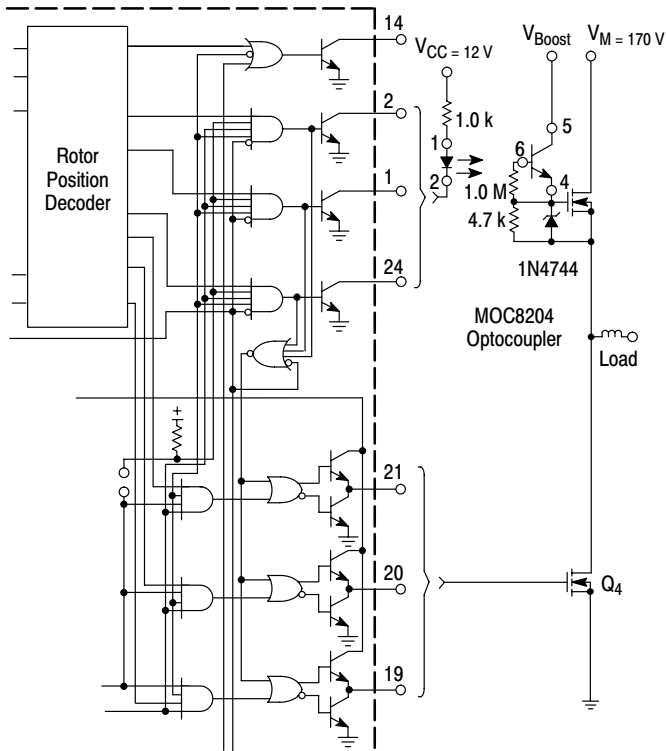 14
V_CC = 12 V
V_Boost
V_M = 170 V
2
1.0 k
5
1
6
1
2
1.0 M
4
4.7 k
Rotor
Position
Decoder
1N4744
24
MOC8204
Optocoupler
Load
+
21
20
Q4
19